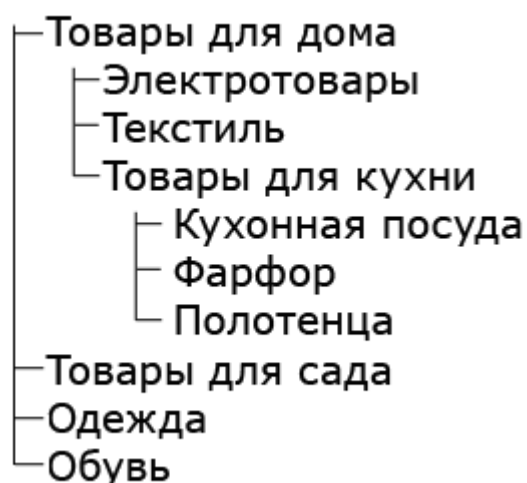 Товары для дома
Электротовары
Текстиль
Товары для кухни
Кухонная посуда
Фарфор
Полотенца
Товары для сада
Одежда
Обувь